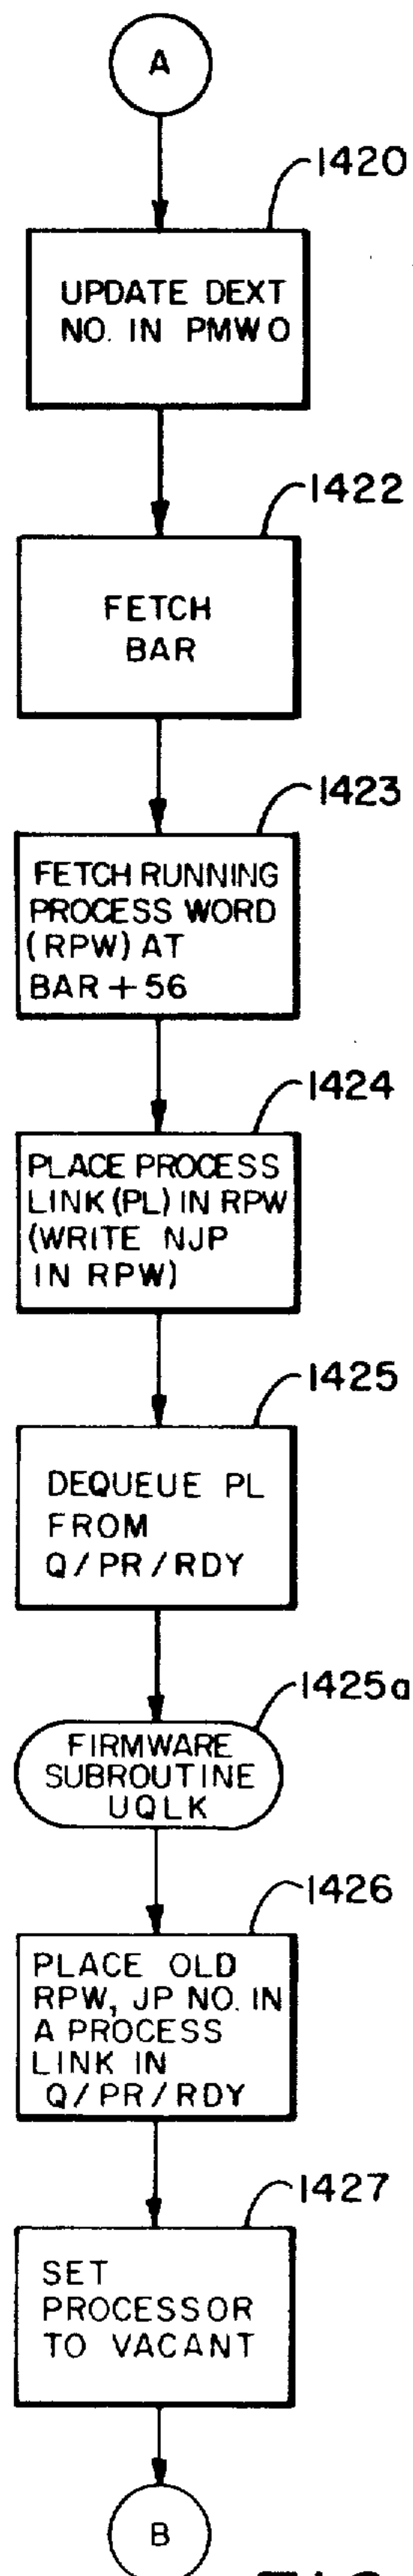 A
1420
UPDATE DEXT
NO. IN PMWO
1422
FETCH
BAR
1423
FETCH RUNNING
PROCESS WORD
(RPW) AT
BAR + 56
1424
PLACE PROCESS
LINK (PL) IN RPW
(WRITE NJP
IN RPW)
1425
DEQUEUE PL
FROM
Q/PR/RDY
1425a
FIRMWARE
SUBROUTINE
UQLK
1426
PLACE OLD
RPW, JP NO. IN
A PROCESS
LINK IN
Q/PR/RDY
1427
SET
PROCESSOR
TO VACANT
B